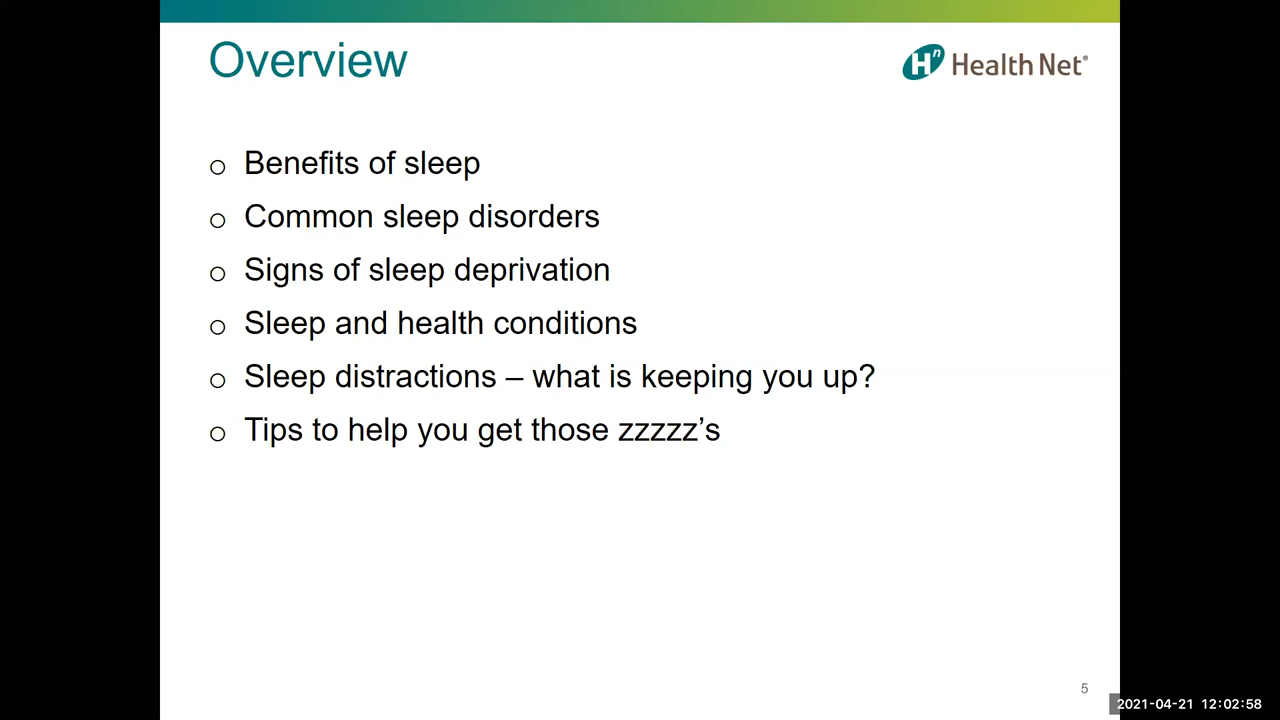 Overview
Hn Health Net®
o Benefits of sleep
o Common sleep disorders
o Signs of sleep deprivation
o Sleep and health conditions
o Sleep distractions – what is keeping you up?
o Tips to help you get those zzzzz’s
5
2021-04-21 12:02:58